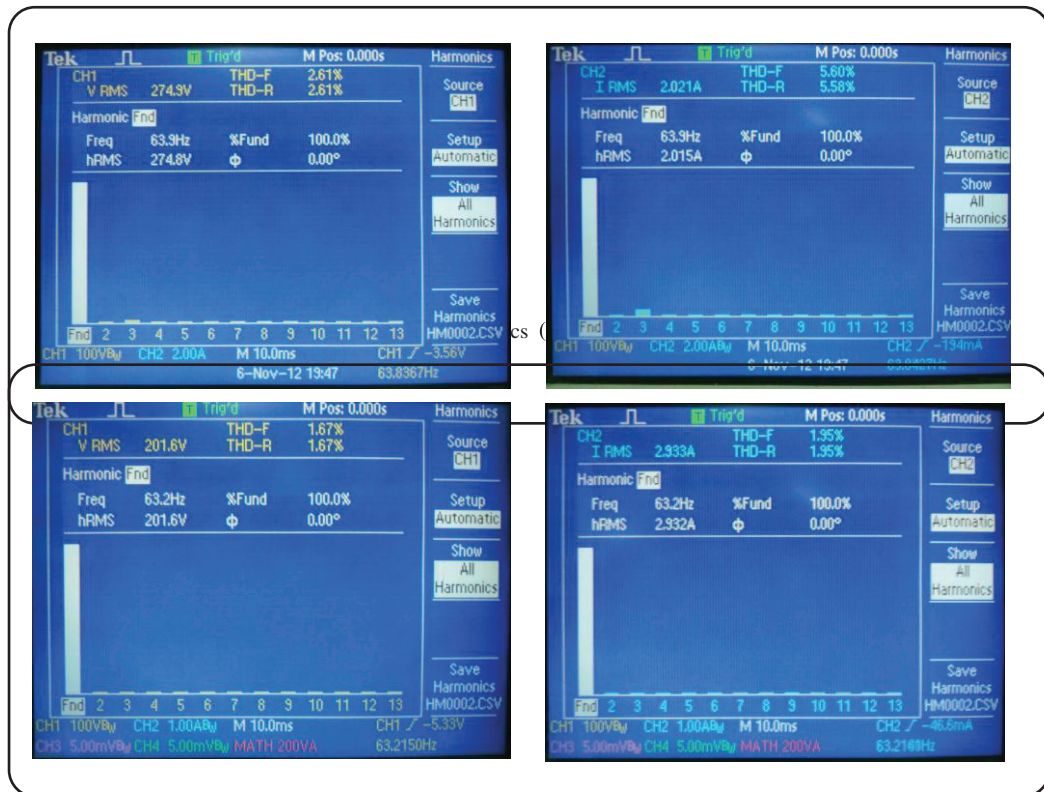 Tek Trig'd M Pos: 0.000s Harmonics
CH1 THD-F 2.61%
V RMS 274.9V THD-R 2.61%
Source
CH1
Harmonic Fnd
Freq 63.9Hz %Fund 100.0%
hRMS 274.8V Φ 0.00°
Setup
Automatic
Show
All
Harmonics
Save
Harmonics
HM0002.CSV
Fnd 2 3 4 5 6 7 8 9 10 11 12 13
CH1 100VBW CH2 2.00A M 10.0ms CH1 -3.56V
6-Nov-12 19:47 63.8367Hz
Tek Trig'd M Pos: 0.000s Harmonics
CH2 THD-F 5.60%
I RMS 2.021A THD-R 5.58%
Source
CH2
Harmonic Fnd
Freq 63.9Hz %Fund 100.0%
hRMS 2.015A Φ 0.00°
Setup
Automatic
Show
All
Harmonics
Save
Harmonics
HM0002.CSV
Fnd 2 3 4 5 6 7 8 9 10 11 12 13
CH1 100VBW CH2 2.00ABW M 10.0ms CH2 -194mA
6-Nov-12 19:47
cs (
Tek Trig'd M Pos: 0.000s Harmonics
CH1 THD-F 1.67%
V RMS 201.6V THD-R 1.67%
Source
CH1
Harmonic Fnd
Freq 63.2Hz %Fund 100.0%
hRMS 201.6V Φ 0.00°
Setup
Automatic
Show
All
Harmonics
Save
Harmonics
HM0002.CSV
Fnd 2 3 4 5 6 7 8 9 10 11 12 13
CH1 100VBW CH2 1.00ABW M 10.0ms CH1 -5.33V
CH3 5.00mVBW CH4 5.00mVBW MATH 200VA 63.2150Hz
Tek Trig'd M Pos: 0.000s Harmonics
CH2 THD-F 1.95%
I RMS 2.933A THD-R 1.95%
Source
CH2
Harmonic Fnd
Freq 63.2Hz %Fund 100.0%
hRMS 2.932A Φ 0.00°
Setup
Automatic
Show
All
Harmonics
Save
Harmonics
HM0002.CSV
Fnd 2 3 4 5 6 7 8 9 10 11 12 13
CH1 100VBW CH2 1.00ABW M 10.0ms CH2 -46.6mA
CH3 5.00mVBW CH4 5.00mVBW MATH 200VA